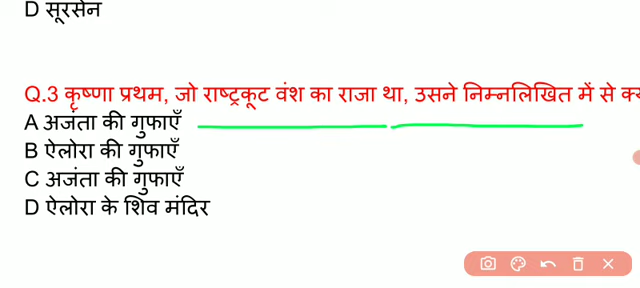 D सूरसेन
Q.3 कृष्णा प्रथम, जो राष्ट्रकूट वंश का राजा था, उसने निम्नलिखित में से
A अजंता की गुफाएँ
B ऐलोरा की गुफाएँ
C अजंता की गुफाएँ
D ऐलोरा के शिव मंदिर